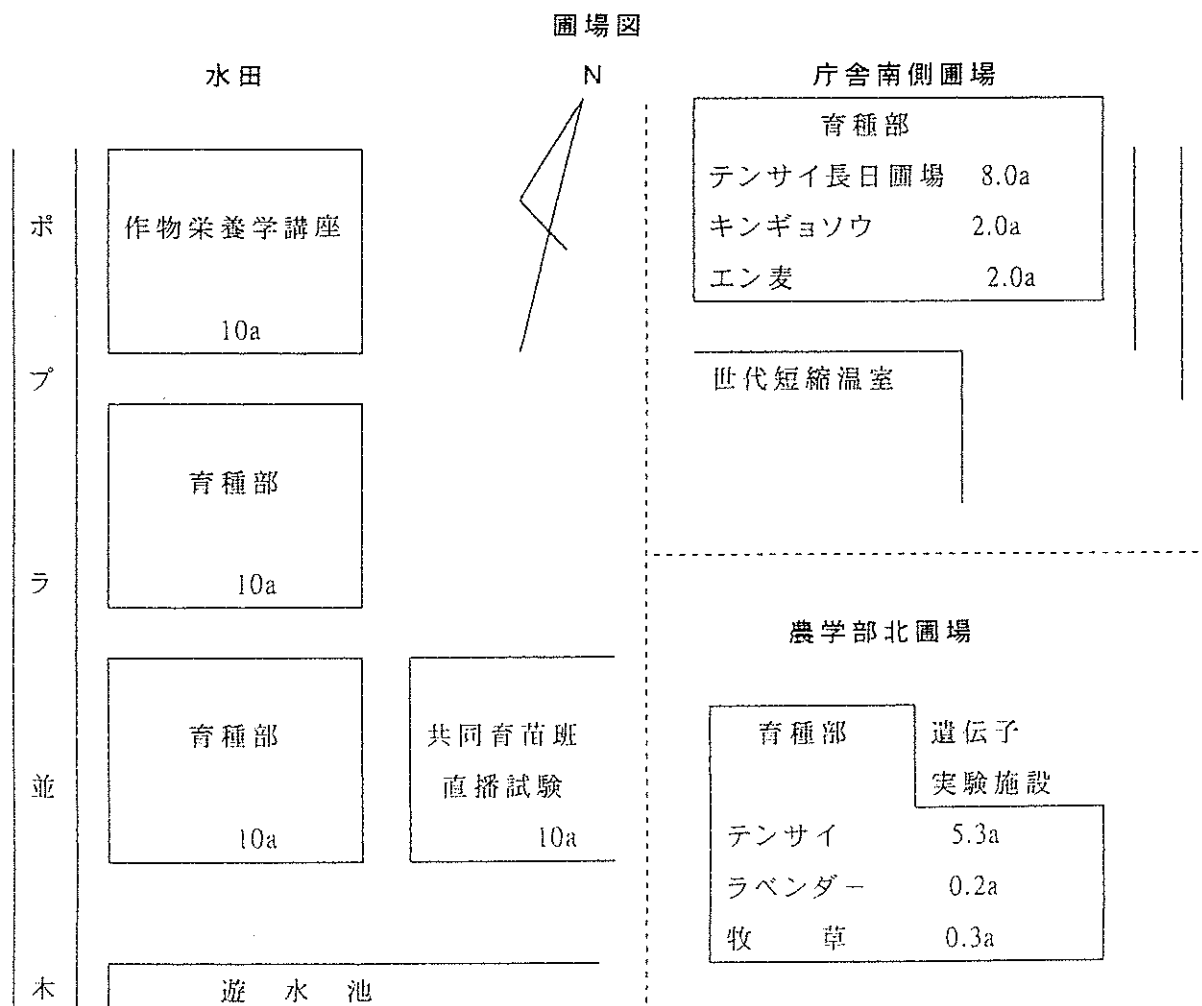 圃場図
水田
N
ポプラ並木
作物栄養学講座
10a
育種部
10a
育種部
10a
共同育苗班
直播試験
10a
遊水池
庁舎南側圃場
育種部
テンサイ長日圃場 8.0a
キンギョソウ 2.0a
エン麦 2.0a
世代短縮温室
農学部北圃場
育種部
遺伝子
実験施設
テンサイ 5.3a
ラベンダー 0.2a
牧草 0.3a